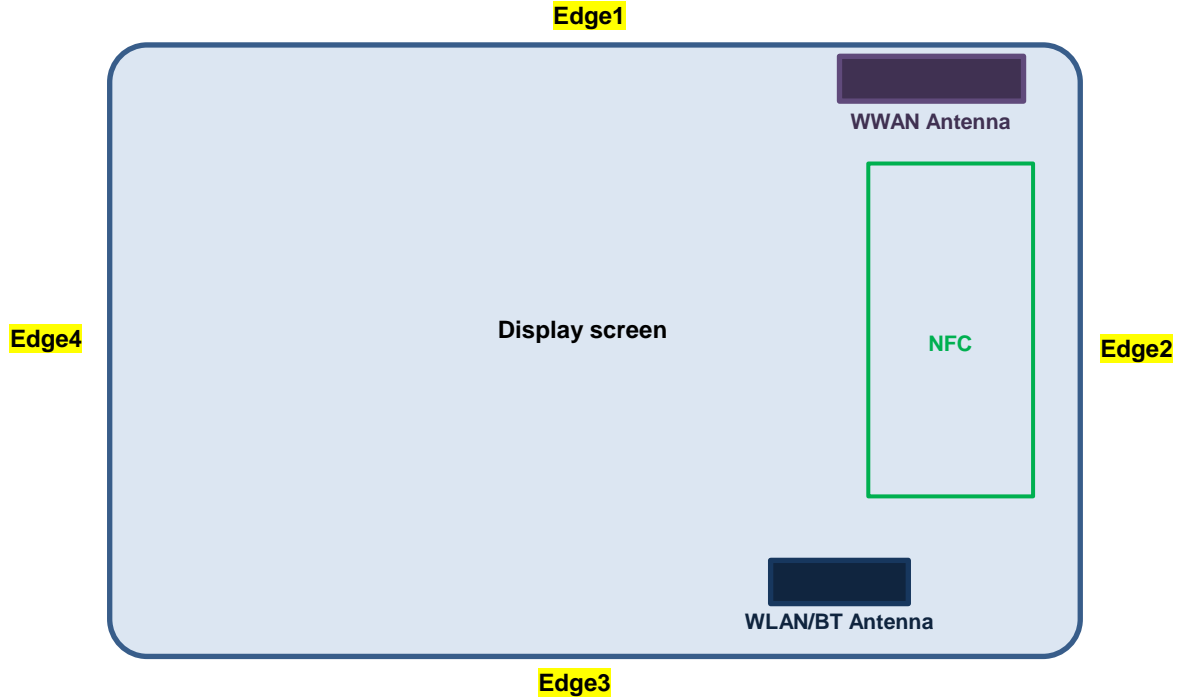 Edge1
WWAN Antenna
Edge4
Display screen
NFC
Edge2
WLAN/BT Antenna
Edge3